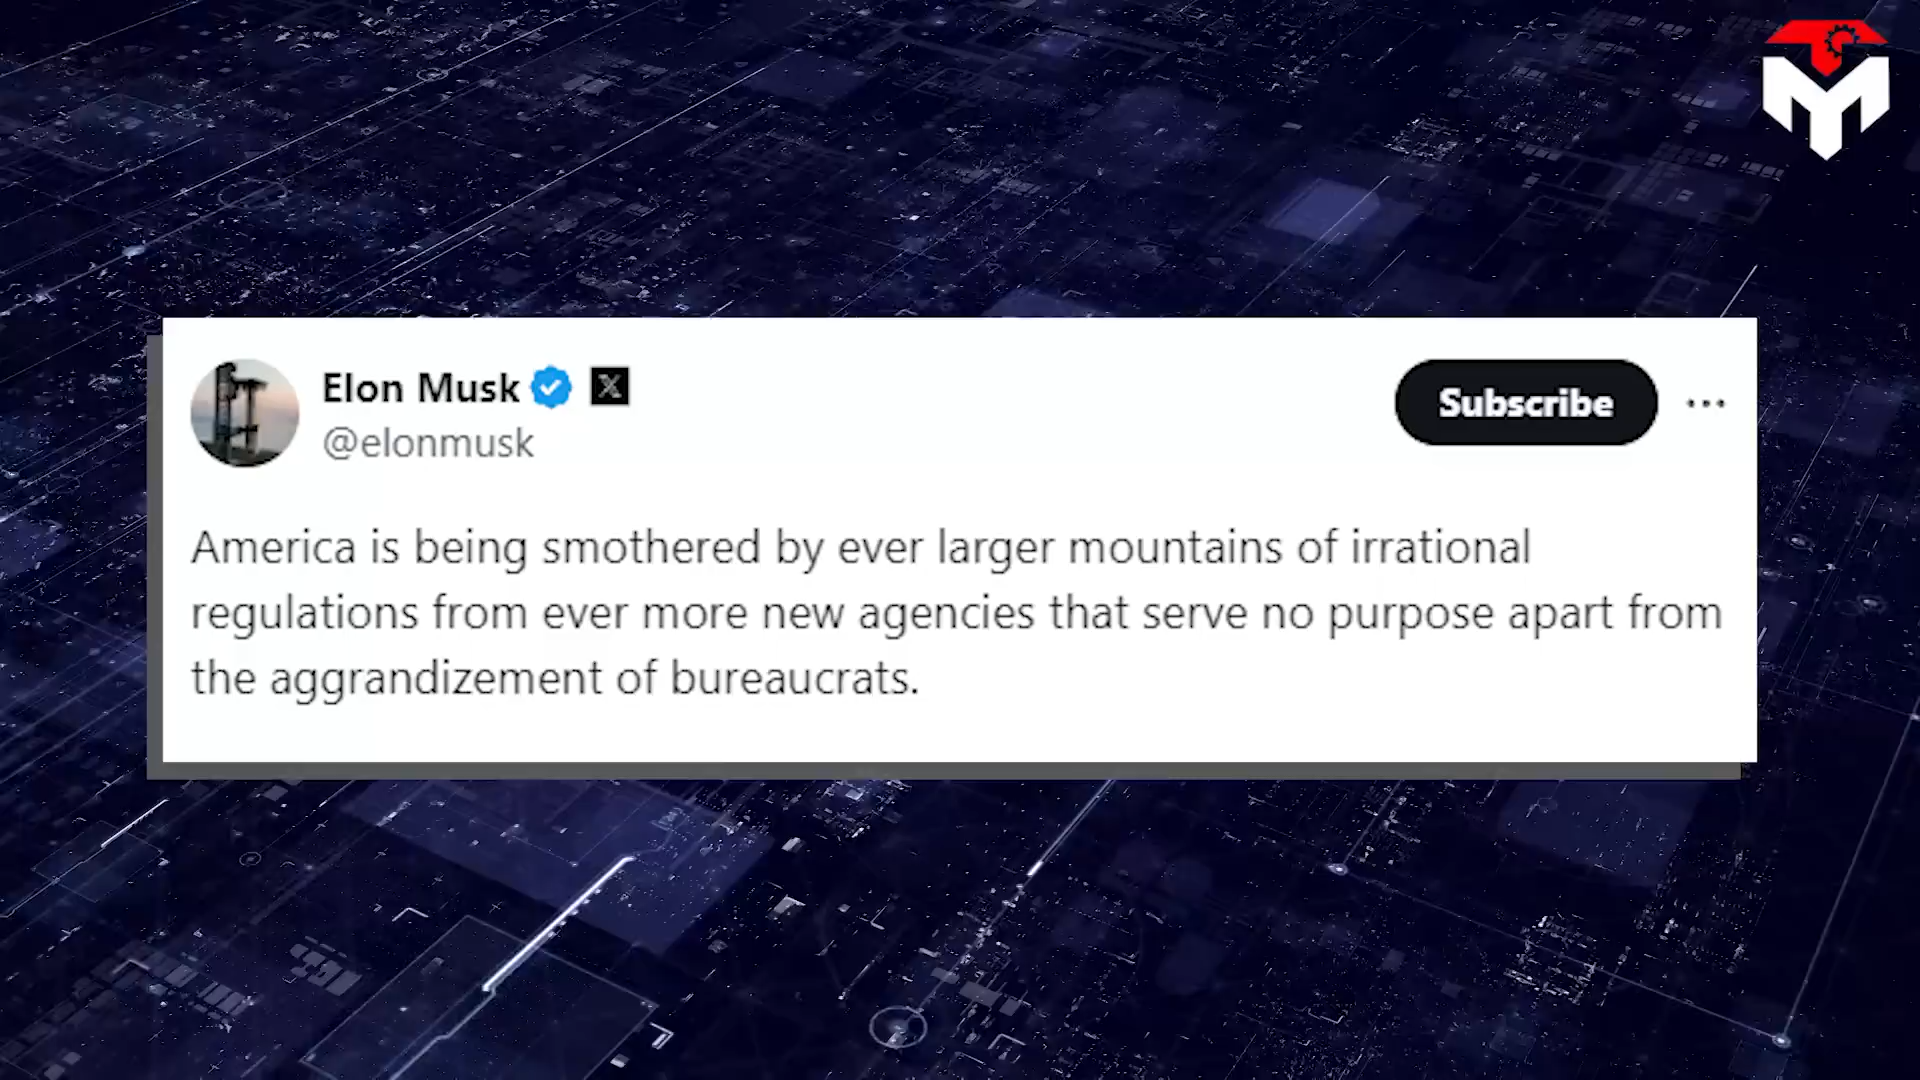 Elon Musk
@elonmusk
Subscribe
America is being smothered by ever larger mountains of irrational
regulations from ever more new agencies that serve no purpose apart from
the aggrandizement of bureaucrats.